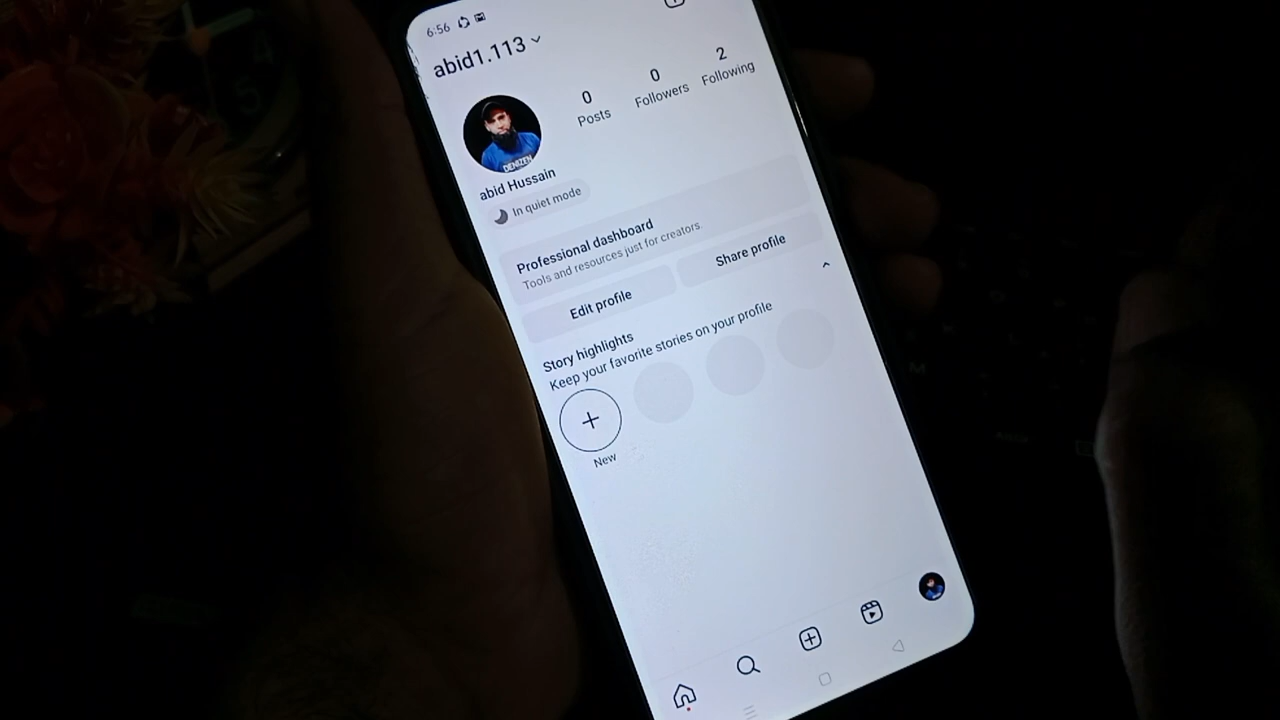 6:56
abid1.113
0 Posts
0 Followers
2 Following
DENIZEN
abid Hussain
In quiet mode
Professional dashboard
Tools and resources just for creators.
Edit profile
Share profile
Story highlights
Keep your favorite stories on your profile
New